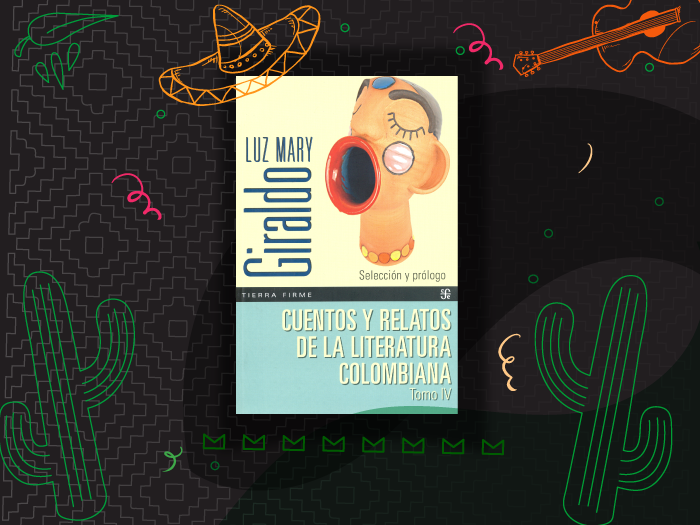 LUZ MARY
Giraldo
Selección y prólogo
TIERRA FIRME
CUENTOS Y RELATOS
DE LA LITERATURA
COLOMBIANA
Tomo IV